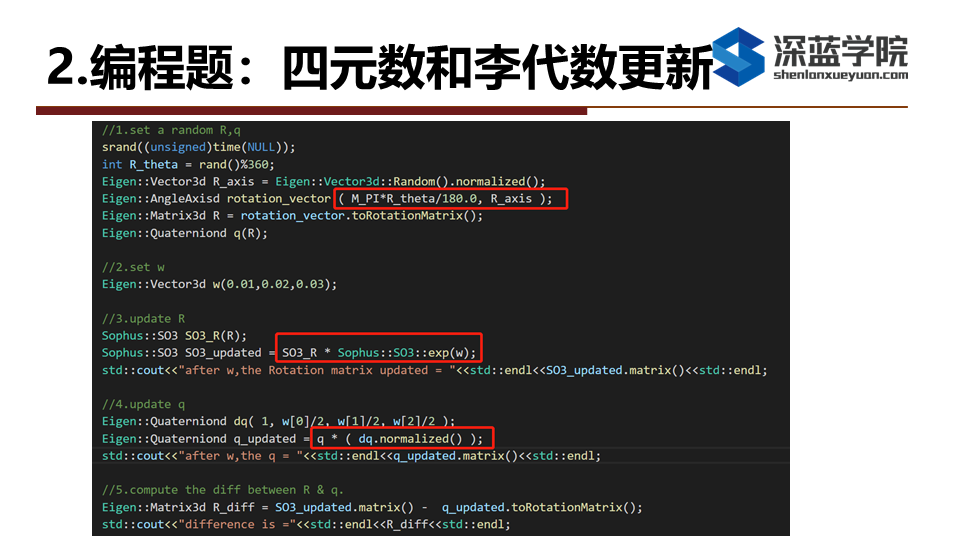 2.编程题：四元数和李代数更新
深蓝学院
shenlanxueyuan.com
//1.set a random R,q
srand((unsigned)time(NULL));
int R_theta = rand()%360;
Eigen::Vector3d R_axis = Eigen::Vector3d::Random().normalized();
Eigen::AngleAxisd rotation_vector ( M_PI*R_theta/180.0, R_axis );
Eigen::Matrix3d R = rotation_vector.toRotationMatrix();
Eigen::Quaterniond q(R);
//2.set w
Eigen::Vector3d w(0.01,0.02,0.03);
//3.update R
Sophus::SO3 SO3_R(R);
Sophus::SO3 SO3_updated = SO3_R * Sophus::SO3::exp(w);
std::cout<<"after w,the Rotation matrix updated = "<<std::endl<<SO3_updated.matrix()<<std::endl;
//4.update q
Eigen::Quaterniond dq( 1, w[0]/2, w[1]/2, w[2]/2 );
Eigen::Quaterniond q_updated = q * ( dq.normalized() );
std::cout<<"after w,the q = "<<std::endl<<q_updated.matrix()<<std::endl;
//5.compute the diff between R & q.
Eigen::Matrix3d R_diff = SO3_updated.matrix() - q_updated.toRotationMatrix();
std::cout<<"difference is ="<<std::endl<<R_diff<<std::endl;